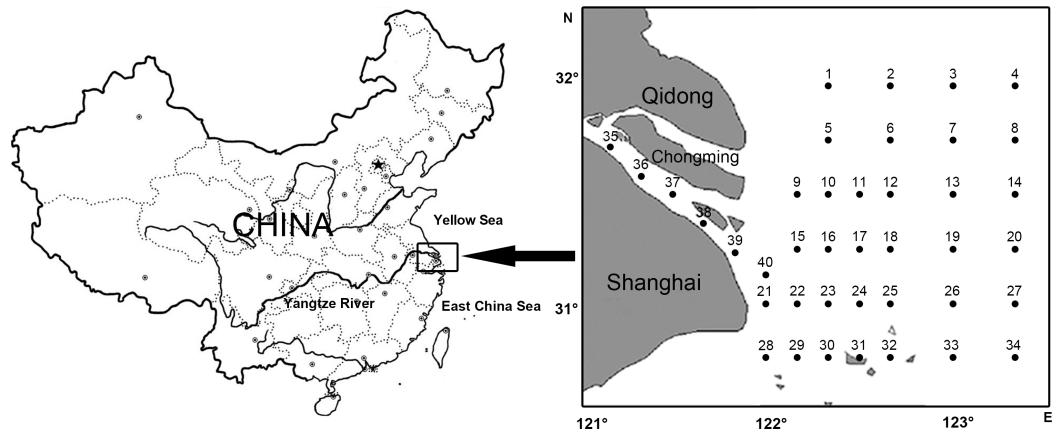 CHINA
Yellow Sea
Yangtze River
East China Sea
N
32°
31°
Qidong
Chongming
Shanghai
1 2 3 4
5 6 7 8
35
36
37
9 10 11 12 13 14
38
39
15 16 17 18 19 20
40
21 22 23 24 25 26 27
28 29 30 31 32 33 34
121° 122° 123° E